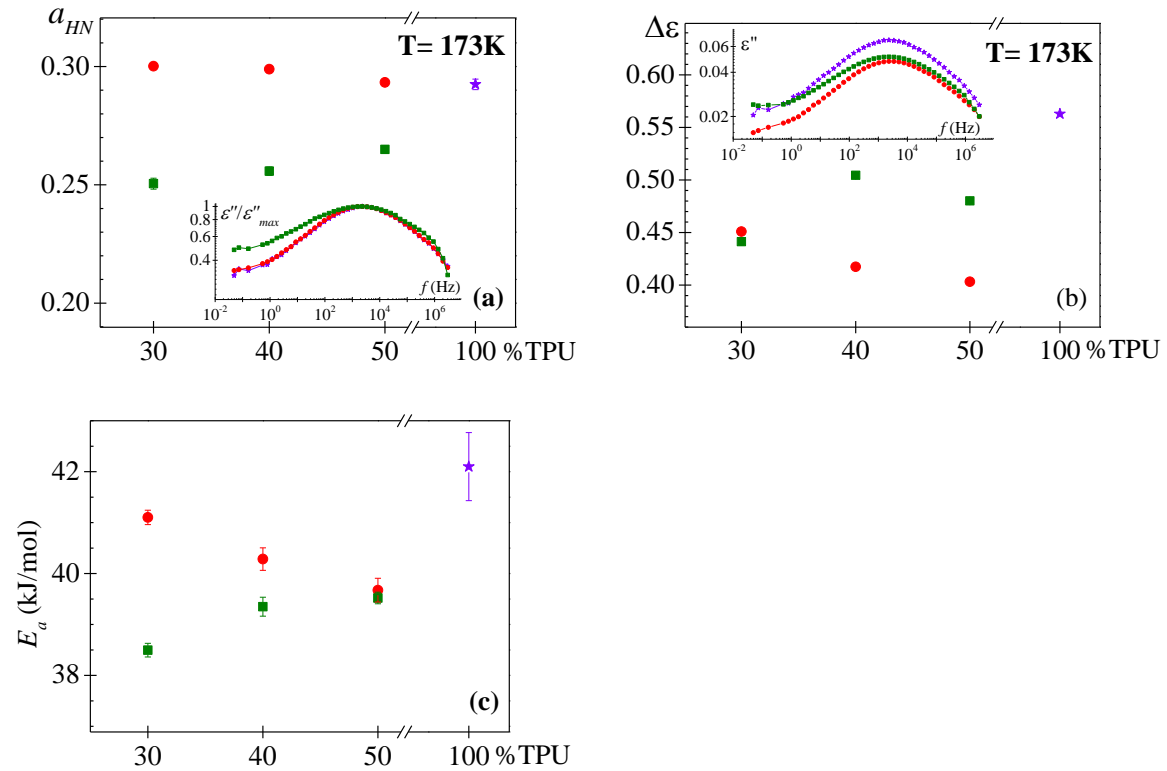 a_HN
T= 173K
0.30
0.25
0.20
ε''/ε''max
1
0.8
0.6
0.4
10^-2 10^0 10^2 10^4 10^6
f (Hz)
(a)
30 40 50 100 % TPU
Δε
T= 173K
0.60
0.55
0.50
0.45
0.40
ε''
0.06
0.04
0.02
f (Hz)
10^-2 10^0 10^2 10^4 10^6
(b)
30 40 50 100 % TPU
E_a (kJ/mol)
42
40
38
(c)
30 40 50 100 % TPU